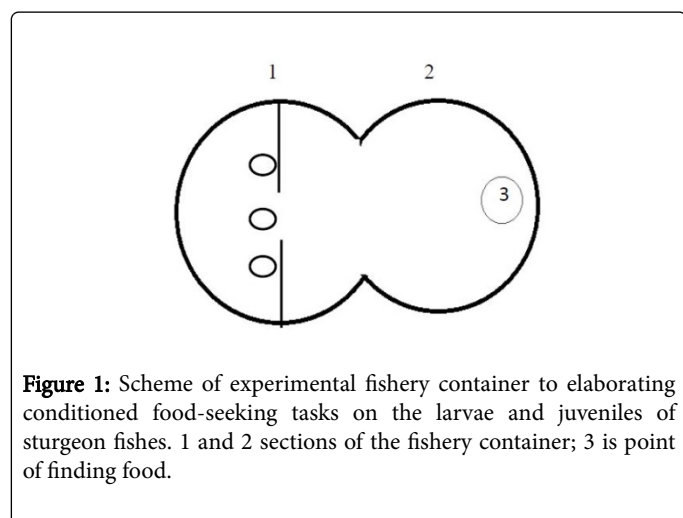 1 2
3
Figure 1: Scheme of experimental fishery container to elaborating
conditioned food-seeking tasks on the larvae and juveniles of
sturgeon fishes. 1 and 2 sections of the fishery container; 3 is point
of finding food.